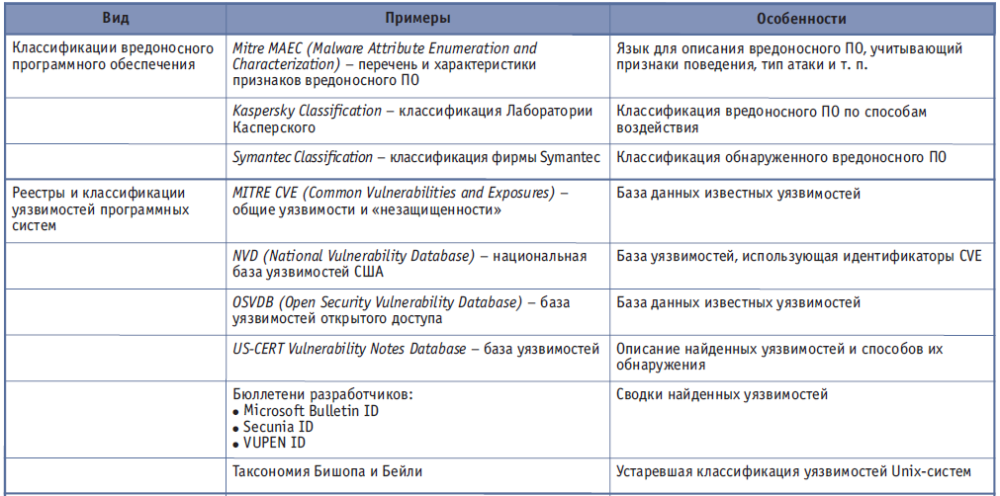 Вид
Примеры
Особенности
Классификации вредоносного
программного обеспечения
Mitre MAEC (Malware Attribute Enumeration and
Characterization) – перечень и характеристики
признаков вредоносного ПО
Язык для описания вредоносного ПО, учитывающий
признаки поведения, тип атаки и т. п.
Kaspersky Classification – классификация Лаборатории
Касперского
Классификация вредоносного ПО по способам
воздействия
Symantec Classification – классификация фирмы Symantec
Классификация обнаруженного вредоносного ПО
Реестры и классификации
уязвимостей программных
систем
MITRE CVE (Common Vulnerabilities and Exposures) –
общие уязвимости и «незащищенности»
База данных известных уязвимостей
NVD (National Vulnerability Database) – национальная
база уязвимостей США
База уязвимостей, использующая идентификаторы CVE
OSVDB (Open Security Vulnerability Database) – база
уязвимостей открытого доступа
База данных известных уязвимостей
US-CERT Vulnerability Notes Database – база уязвимостей
Описание найденных уязвимостей и способов их
обнаружения
Бюллетени разработчиков:
• Microsoft Bulletin ID
• Secunia ID
• VUPEN ID
Сводки найденных уязвимостей
Таксономия Бишопа и Бейли
Устаревшая классификация уязвимостей Unix-систем